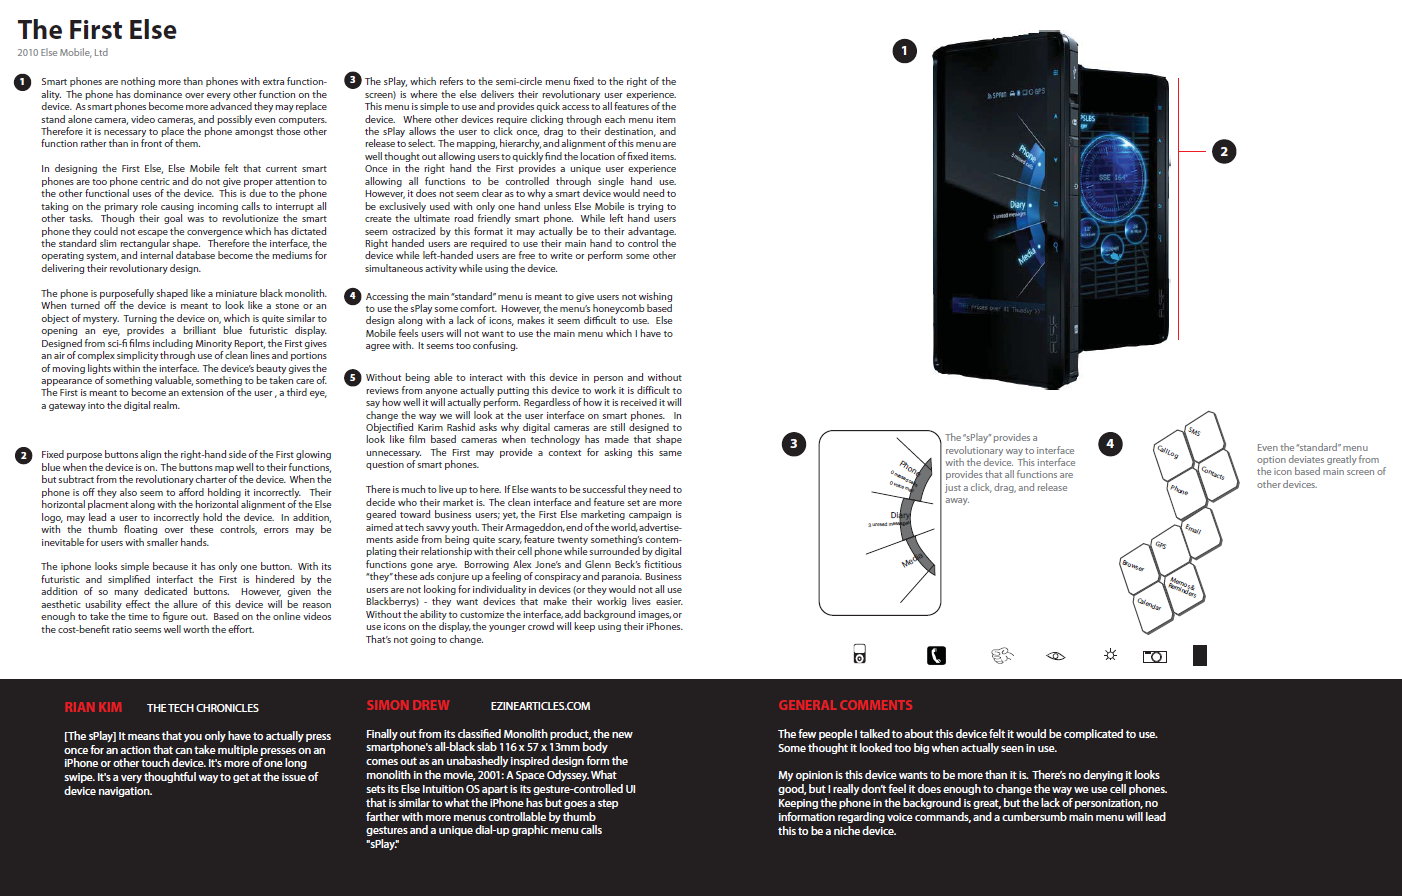 The First Else
2010 Else Mobile, Ltd
1
Smart phones are nothing more than phones with extra function-
ality. The phone has dominance over every other function on the
device. As smart phones become more advanced they may replace
stand alone camera, video cameras, and possibly even computers.
Therefore it is necessary to place the phone amongst those other
function rather than in front of them.
In designing the First Else, Else Mobile felt that current smart
phones are too phone centric and do not give proper attention to
the other functional uses of the device. This is due to the phone
taking on the primary role causing incoming calls to interrupt all
other tasks. Though their goal was to revolutionize the smart
phone they could not escape the convergence which has dictated
the standard slim rectangular shape. Therefore the interface, the
operating system, and internal database become the mediums for
delivering their revolutionary design.
The phone is purposefully shaped like a miniature black monolith.
When turned off the device is meant to look like a stone or an
object of mystery. Turning the device on, which is quite similar to
opening an eye, provides a brilliant blue futuristic display.
Designed from sci-fi films including Minority Report, the First gives
an air of complex simplicity through use of clean lines and portions
of moving lights within the interface. The device's beauty gives the
appearance of something valuable, something to be taken care of.
The First is meant to become an extension of the user , a third eye,
a gateway into the digital realm.
2
Fixed purpose buttons align the right-hand side of the First glowing
blue when the device is on. The buttons map well to their functions,
but subtract from the revolutionary charter of the device. When the
phone is off they also seem to afford holding it incorrectly. Their
horizontal placment along with the horizontal alignment of the Else
logo, may lead a user to incorrectly hold the device. In addition,
with the thumb floating over these controls, errors may be
inevitable for users with smaller hands.
The iphone looks simple because it has only one button. With its
futuristic and simplified interfact the First is hindered by the
addition of so many dedicated buttons. However, given the
aesthetic usability effect the allure of this device will be reason
enough to take the time to figure out. Based on the online videos
the cost-benefit ratio seems well worth the effort.
3
The sPlay, which refers to the semi-circle menu fixed to the right of the
screen) is where the else delivers their revolutionary user experience.
This menu is simple to use and provides quick access to all features of the
device. Where other devices require clicking through each menu item
the sPlay allows the user to click once, drag to their destination, and
release to select. The mapping, hierarchy, and alignment of this menu are
well thought out allowing users to quickly find the location of fixed items.
Once in the right hand the First provides a unique user experience
allowing all functions to be controlled through single hand use.
However, it does not seem clear as to why a smart device would need to
be exclusively used with only one hand unless Else Mobile is trying to
create the ultimate road friendly smart phone. While left hand users
seem ostracized by this format it may actually be to their advantage.
Right handed users are required to use their main hand to control the
device while left-handed users are free to write or perform some other
simultaneous activity while using the device.
4
Accessing the main "standard" menu is meant to give users not wishing
to use the sPlay some comfort. However, the menu's honeycomb based
design along with a lack of icons, makes it seem difficult to use. Else
Mobile feels users will not want to use the main menu which I have to
agree with. It seems too confusing.
5
Without being able to interact with this device in person and without
reviews from anyone actually putting this device to work it is difficult to
say how well it will actually perform. Regardless of how it is received it will
change the way we will look at the user interface on smart phones. In
Objectified Karim Rashid asks why digital cameras are still designed to
look like film based cameras when technology has made that shape
unnecessary. The First may provide a context for asking this same
question of smart phones.
There is much to live up to here. If Else wants to be successful they need to
decide who their market is. The clean interface and feature set are more
geared toward business users; yet, the First Else marketing campaign is
aimed at tech savvy youth. Their Armageddon, end of the world, advertise-
ments aside from being quite scary, feature twenty something's contem-
plating their relationship with their cell phone while surrounded by digital
functions gone arye. Borrowing Alex Jone's and Glenn Beck's fictitious
"they" these ads conjure up a feeling of conspiracy and paranoia. Business
users are not looking for individuality in devices (or they would not all use
Blackberrys) - they want devices that make their workig lives easier.
Without the ability to customize the interface, add background images, or
use icons on the display, the younger crowd will keep using their iPhones.
That's not going to change.
1
Phone
3 missed calls
Diary
3 unread messages
Media
SSE 164°
2
3
Phone
0 missed calls
0 voice mail
Diary
3 unread messages
Media
The "sPlay" provides a
revolutionary way to interface
with the device. This interface
provides that all functions are
just a click, drag, and release
away.
4
SMS
Call Log
Contacts
Phone
Email
GPS
Browser
Memos &
Reminders
Calendar
Even the "standard" menu
option deviates greatly from
the icon based main screen of
other devices.
RIAN KIM THE TECH CHRONICLES
[The sPlay] It means that you only have to actually press
once for an action that can take multiple presses on an
iPhone or other touch device. It's more of one long
swipe. It's a very thoughtful way to get at the issue of
device navigation.
SIMON DREW EZINEARTICLES.COM
Finally out from its classified Monolith product, the new
smartphone's all-black slab 116 x 57 x 13mm body
comes out as an unabashedly inspired design form the
monolith in the movie, 2001: A Space Odyssey. What
sets its Else Intuition OS apart is its gesture-controlled UI
that is similar to what the iPhone has but goes a step
farther with more menus controllable by thumb
gestures and a unique dial-up graphic menu calls
"sPlay."
GENERAL COMMENTS
The few people I talked to about this device felt it would be complicated to use.
Some thought it looked too big when actually seen in use.
My opinion is this device wants to be more than it is. There's no denying it looks
good, but I really don't feel it does enough to change the way we use cell phones.
Keeping the phone in the background is great, but the lack of personization, no
information regarding voice commands, and a cumbersumb main menu will lead
this to be a niche device.